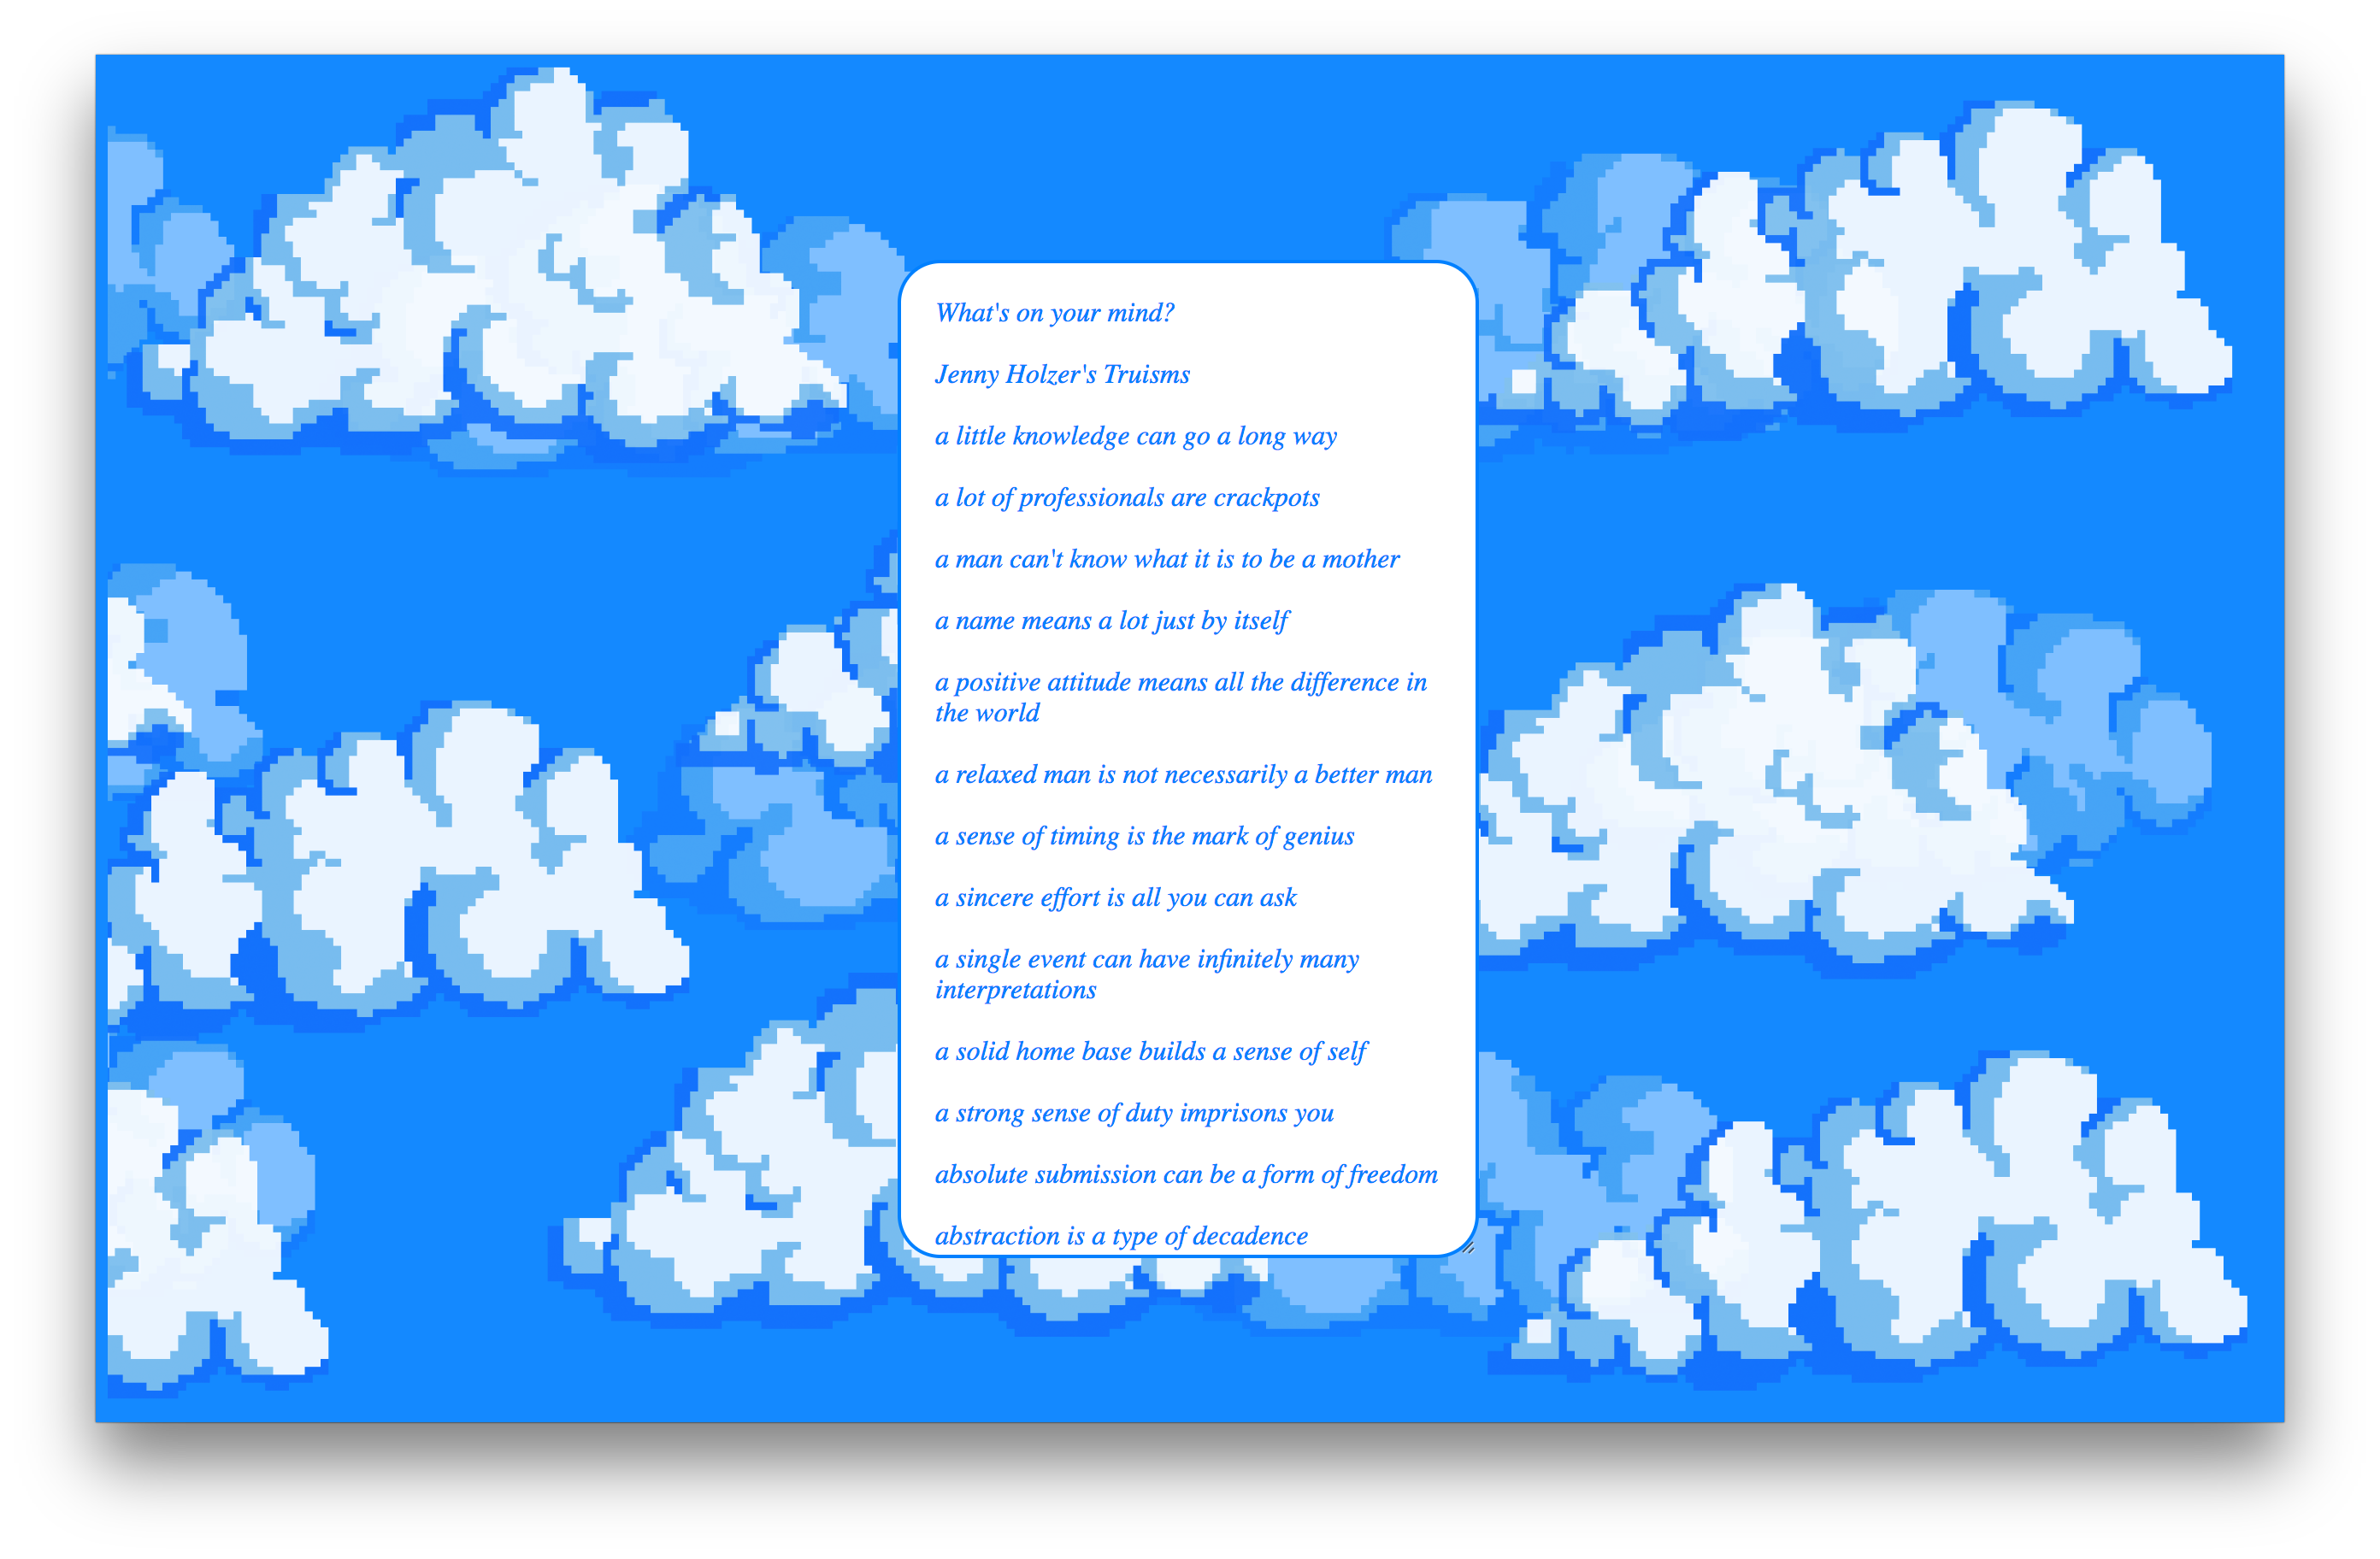 What's on your mind?
Jenny Holzer's Truisms
a little knowledge can go a long way
a lot of professionals are crackpots
a man can't know what it is to be a mother
a name means a lot just by itself
a positive attitude means all the difference in
the world
a relaxed man is not necessarily a better man
a sense of timing is the mark of genius
a sincere effort is all you can ask
a single event can have infinitely many
interpretations
a solid home base builds a sense of self
a strong sense of duty imprisons you
absolute submission can be a form of freedom
abstraction is a type of decadence